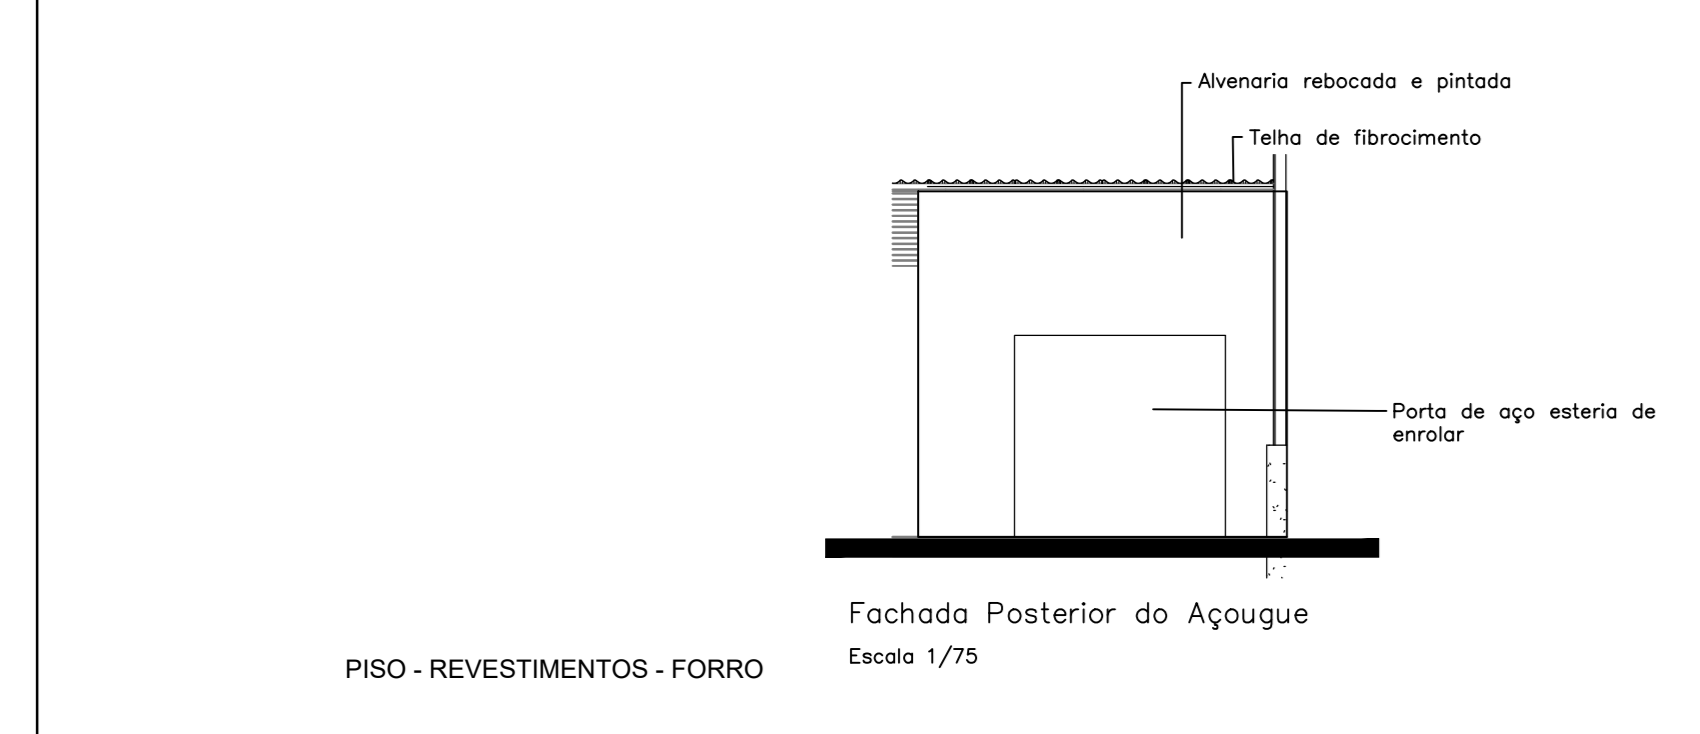 Alvenaria rebocada e pintada
Telha de fibrocimento
Porta de aço esteria de
enrolar
Fachada Posterior do Açougue
Escala 1/75
PISO - REVESTIMENTOS - FORRO